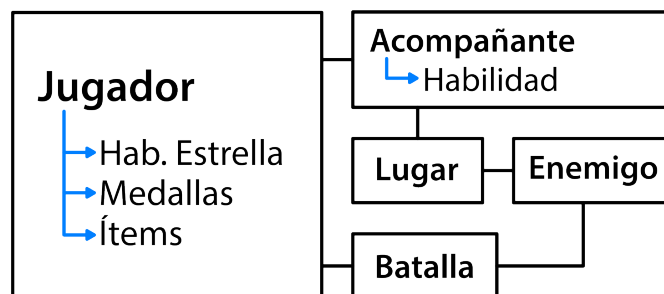 Jugador
Hab. Estrella
Medallas
Ítems
Acompañante
Habilidad
Lugar
Enemigo
Batalla